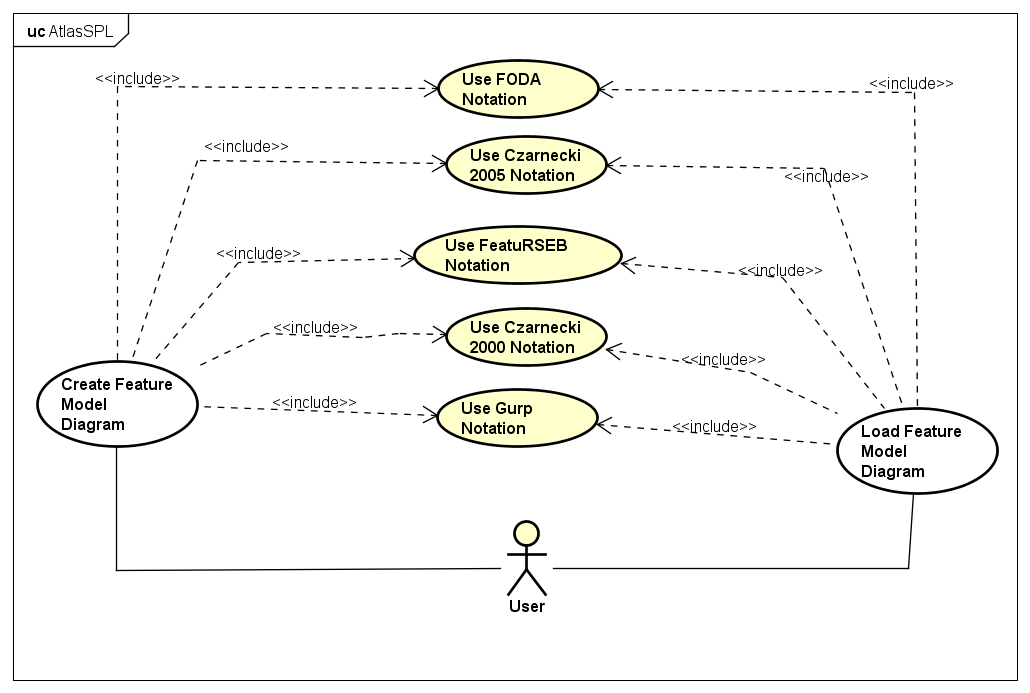 uc AtlasSPL
<<include>>
Use FODA
Notation
<<include>>
<<include>>
Use Czarnecki
2005 Notation
<<include>>
<<include>>
Use FeatuRSEB
Notation
<<include>>
<<include>>
Use Czarnecki
2000 Notation
<<include>>
Create Feature
Model
Diagram
<<include>>
Use Gurp
Notation
<<include>>
Load Feature
Model
Diagram
User